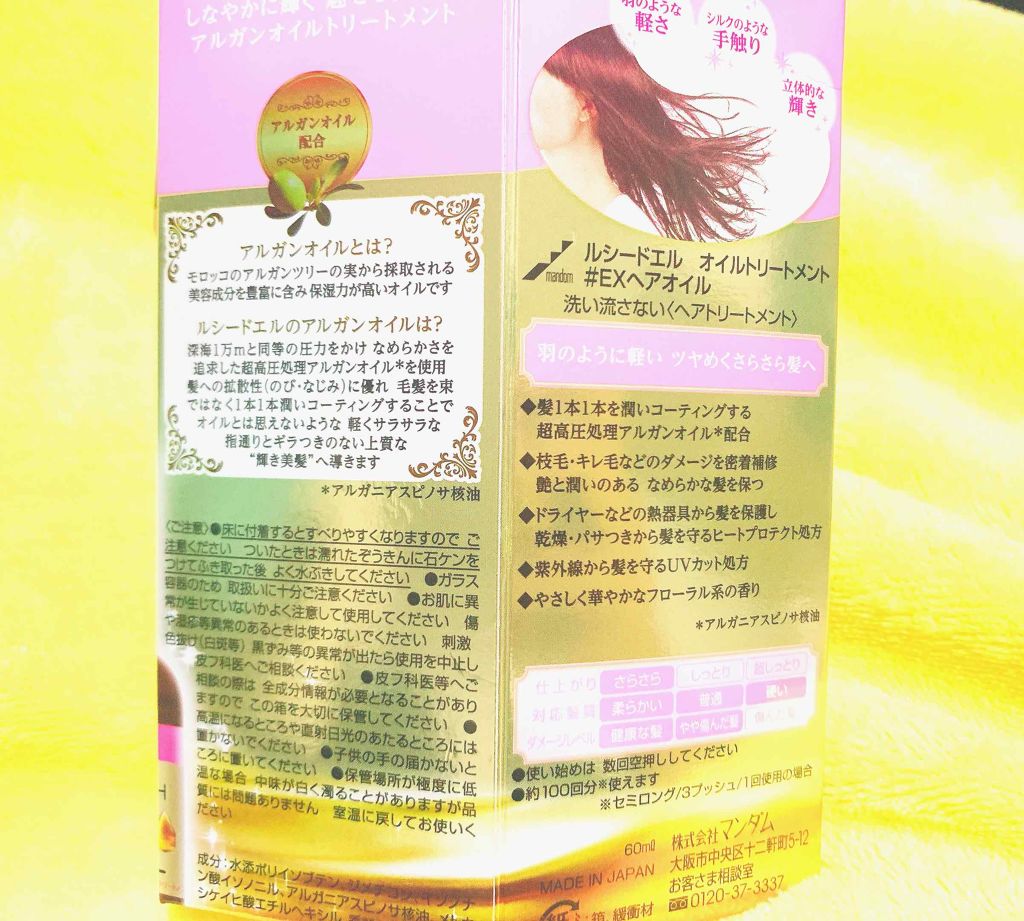 しなやかに輝く
アルガンオイルトリートメント
アルガンオイル
配合
アルガンオイルとは?
モロッコのアルガンツリーの実から採取される
美容成分を豊富に含み保湿力が高いオイルです
ルシードエルのアルガンオイルは?
深海1万mと同等の圧力をかけ なめらかさを
追求した超高圧処理アルガンオイル*を使用
髪への拡散性(のび・なじみ)に優れ 毛髪を束
ではなく1本1本潤いコーティングすることで
オイルとは思えないような 軽くサラサラな
指通りとギラつきのない上質な
“輝き美髪”へ導きます
*アルガニアスピノサ核油
〈ご注意〉●床に付着するとすべりやすくなりますので ご
注意ください ついたときは濡れたぞうきんに石ケンを
つけてふき取った後 よく水ぶきしてください ●ガラス
容器のため 取扱いに十分ご注意ください ●お肌に異
常が生じていないかよく注意して使用してください 傷
や湿疹等異常のあるときは使わないでください 刺激
色抜け(白斑等) 黒ずみ等の異常が出たら使用を中止し
皮フ科医へご相談ください ●皮フ科医等へご
相談の際は 全成分情報が必要となることがあり
ますので この箱を大切に保管してください ●
高温になるところや直射日光のあたるところには
置かないでください ●子供の手の届かないと
ころに置いてください ●保管場所が極度に低
温な場合 中味が白く濁ることがありますが品
質には問題ありません 室温に戻してお使いく
ださい
成分:水添ポリイソブテン、ジメチコン、イソノナ
ン酸イソノニル、アルガニアスピノサ核油、メトキ
シケイヒ酸エチルヘキシル
羽のような
軽さ
シルクのような
手触り
立体的な
輝き
mandom
ルシードエル オイルトリートメント
#EXヘアオイル
洗い流さない〈ヘアトリートメント〉
羽のように軽い ツヤめくさらさら髪へ
◆髪1本1本を潤いコーティングする
超高圧処理アルガンオイル*配合
◆枝毛・キレ毛などのダメージを密着補修
艶と潤いのある なめらかな髪を保つ
◆ドライヤーなどの熱器具から髪を保護し
乾燥・パサつきから髪を守るヒートプロテクト処方
◆紫外線から髪を守るUVカット処方
◆やさしく華やかなフローラル系の香り
*アルガニアスピノサ核油
仕上がり さらさら しっとり 超しっとり
対応髪質 柔らかい 普通 硬い
ダメージレベル 健康な髪 やや傷んだ髪 傷んだ髪
●使い始めは 数回空押ししてください
●約100回分※使えます
※セミロング/3プッシュ/1回使用の場合
60ml
MADE IN JAPAN
株式会社マンダム
大阪市中央区十二軒町5-12
お客さま相談室
0120-37-3337
紙 箱 緩衝材